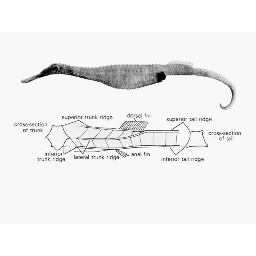 superior trunk ridge
dorsal fin
superior tail ridge
cross-section
of trunk
cross-section
of tail
inferior
trunk ridge
lateral trunk ridge
anal fin
inferior tail ridge